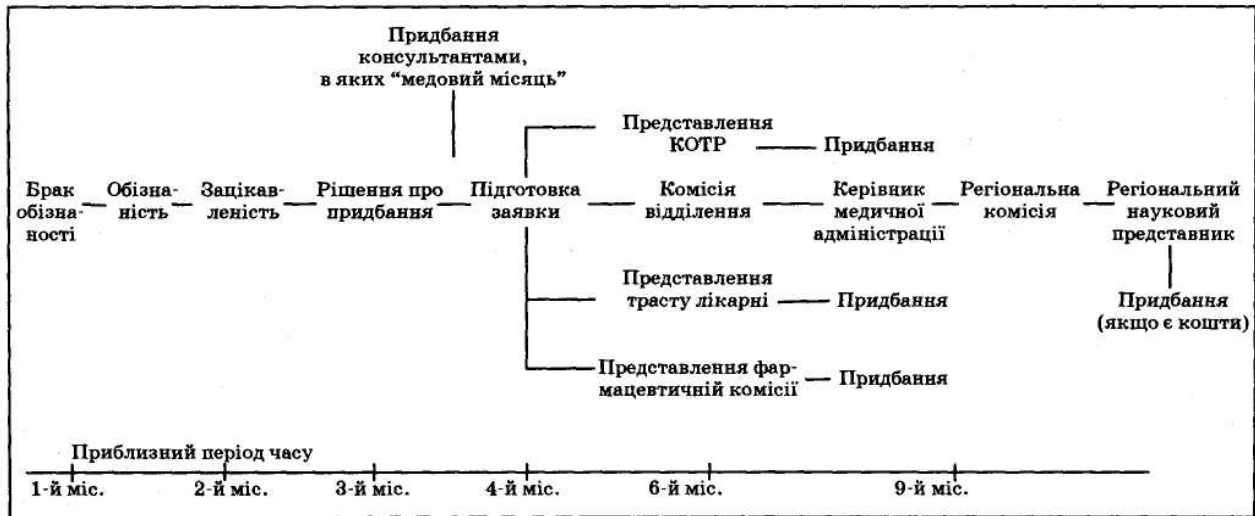 Придбання
консультантами,
в яких “медовий місяць”
Представлення
КОТР
Придбання
Брак
обізна-
ності
Обізна-
ність
Зацікав-
леність
Рішення про
придбання
Підготовка
заявки
Комісія
відділення
Керівник
медичної
адміністрації
Регіональна
комісія
Регіональний
науковий
представник
Представлення
трасту лікарні
Придбання
Придбання
(якщо є кошти)
Представлення фар-
мацевтичній комісії
Придбання
Приблизний період часу
1-й міс.
2-й міс.
3-й міс.
4-й міс.
6-й міс.
9-й міс.